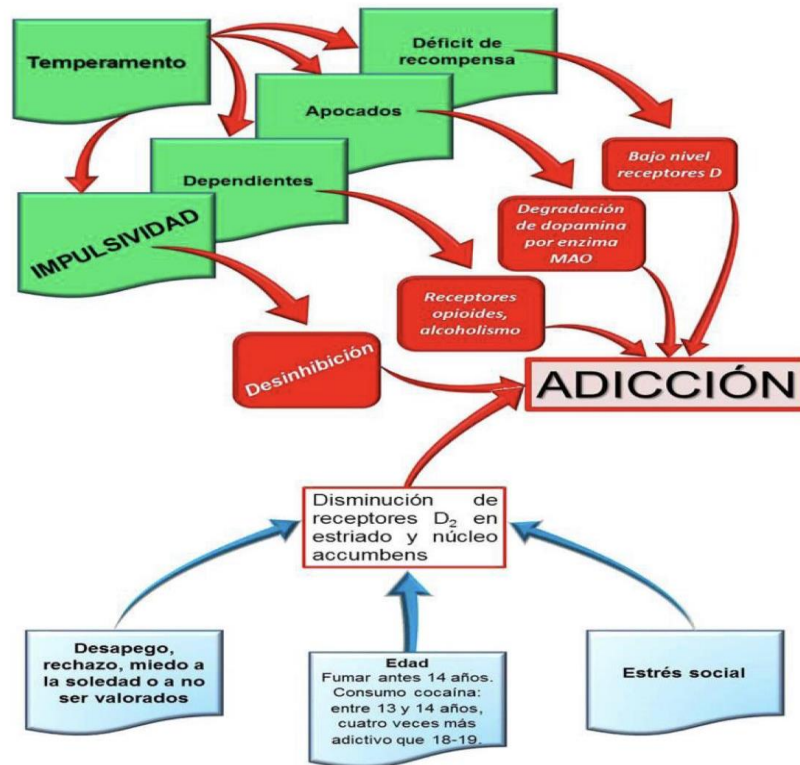 Temperamento
Déficit de
recompensa
Apocados
Dependientes
IMPULSIVIDAD
Bajo nivel
receptores D
Degradación
de dopamina
por enzima
MAO
Receptores
opioides,
alcoholismo
Desinhibición
ADICCIÓN
Disminución de
receptores D₂ en
estriado y núcleo
accumbens
Desapego,
rechazo, miedo a
la soledad o a no
ser valorados
Edad
Fumar antes 14 años.
Consumo cocaína:
entre 13 y 14 años,
cuatro veces más
adictivo que 18-19.
Estrés social